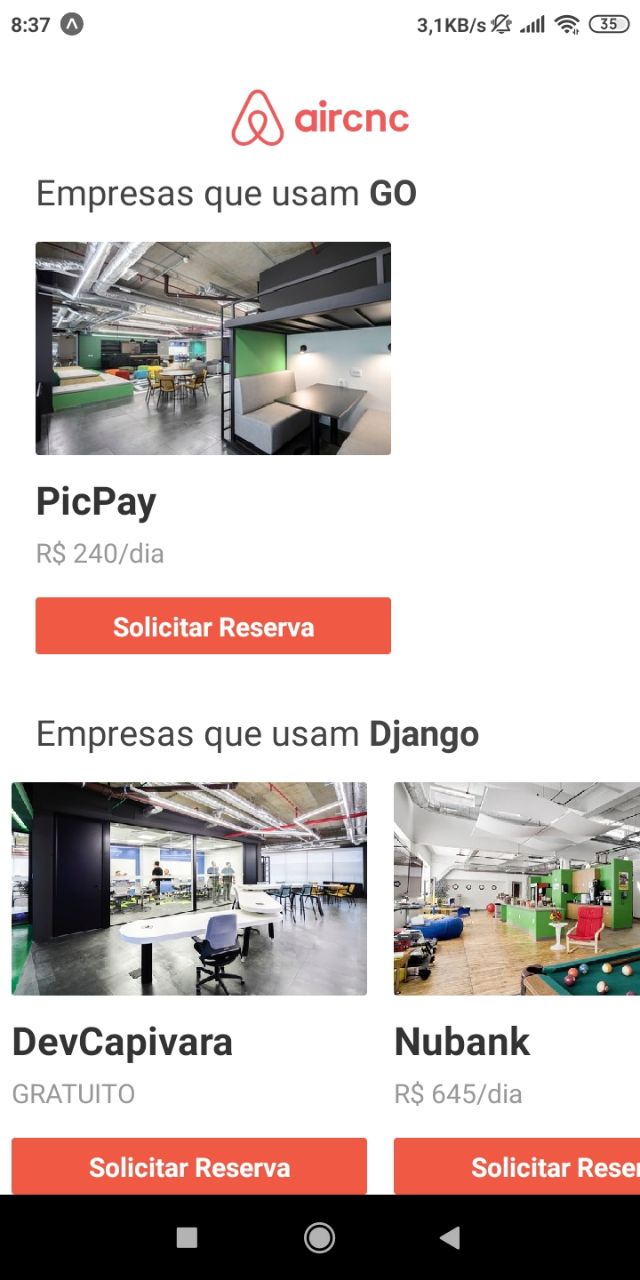 8:37 3,1KB/s 35
aircnc
Empresas que usam GO
PicPay
R$ 240/dia
Solicitar Reserva
Empresas que usam Django
DevCapivara Nubank
GRATUITO R$ 645/dia
Solicitar Reserva Solicitar Reser